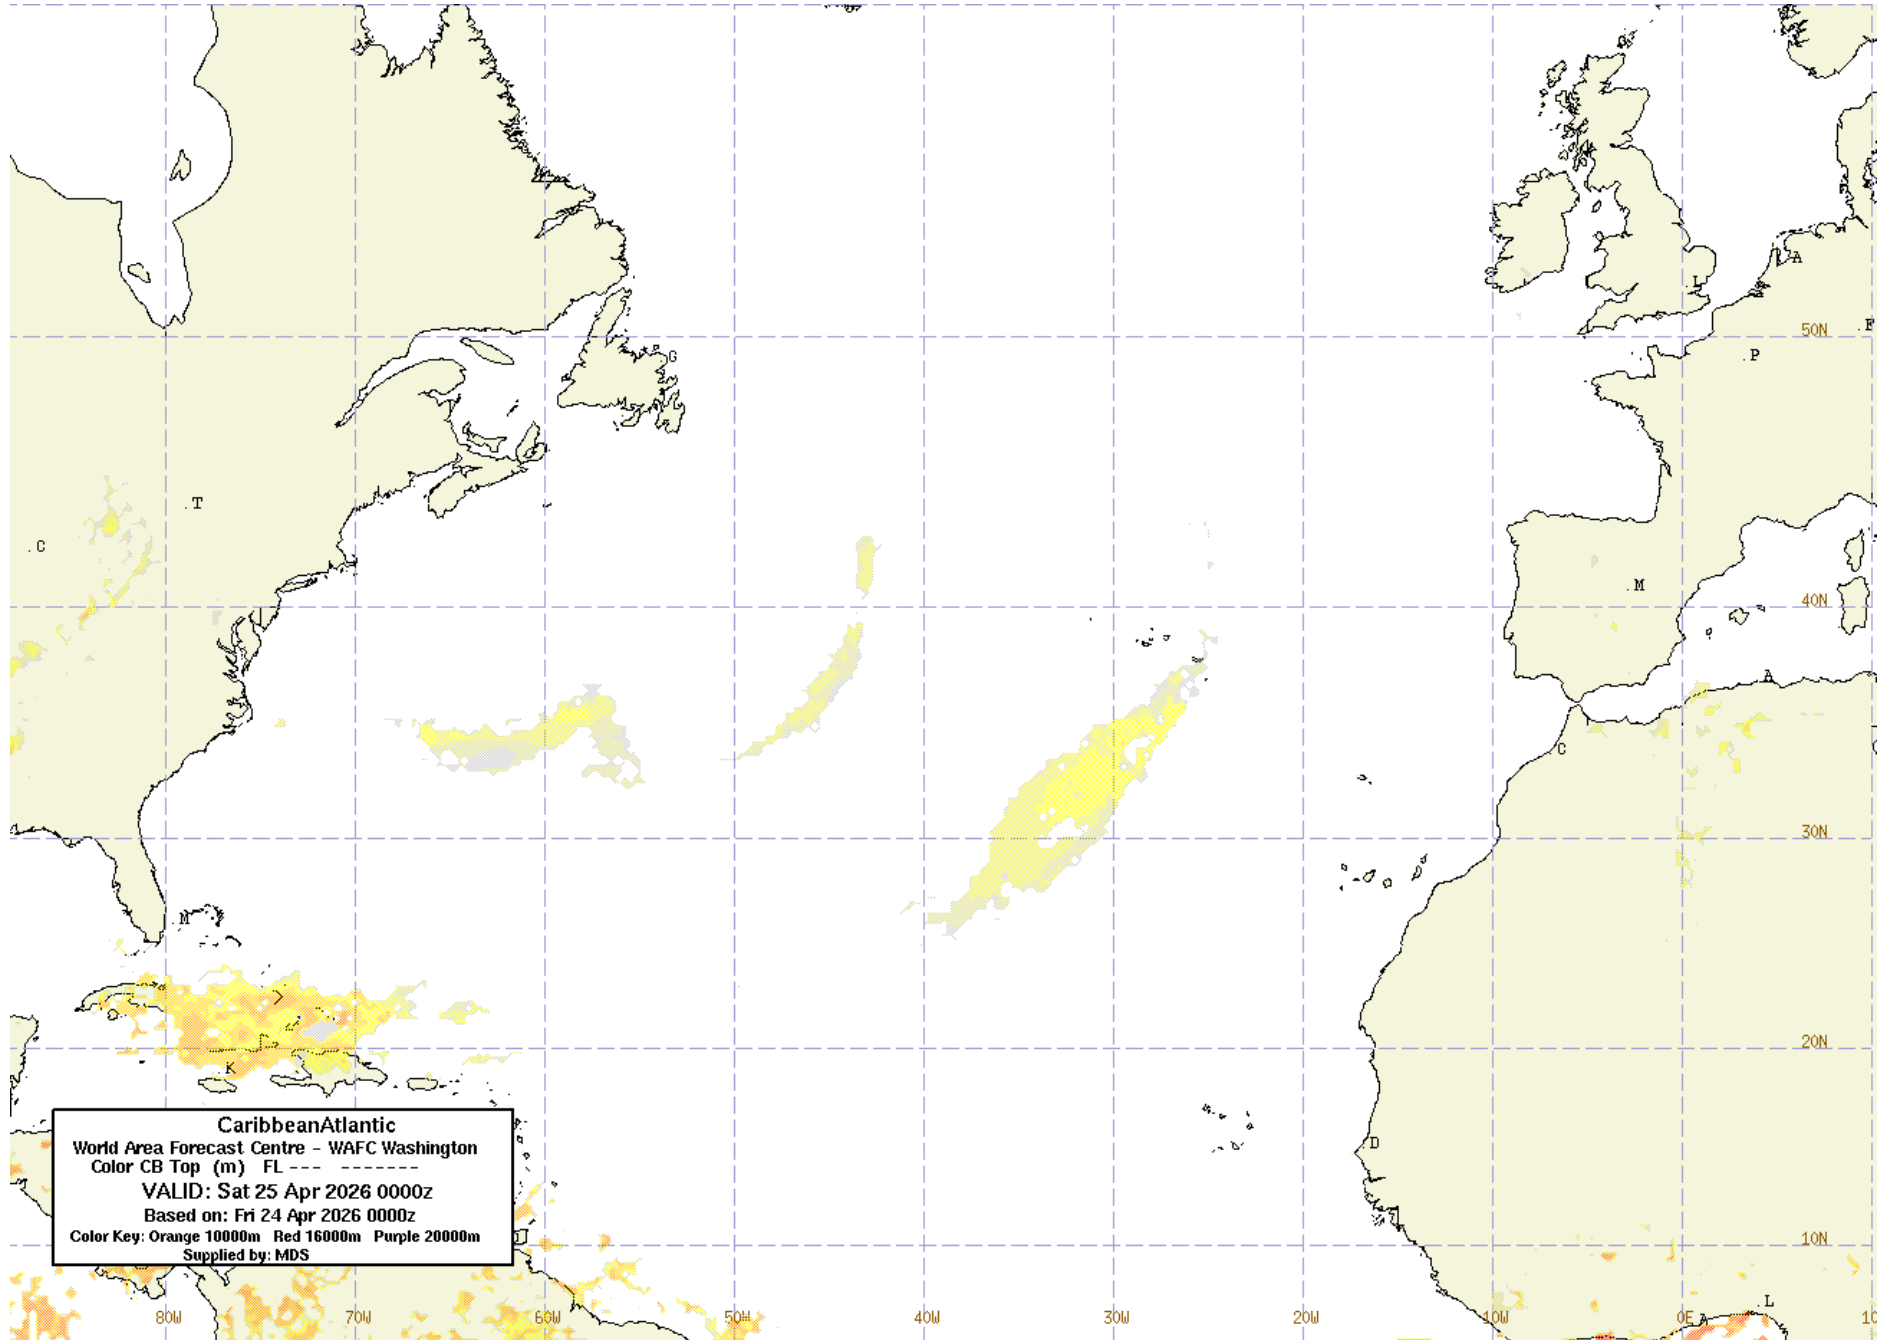 G
T
C
L
A
50N
F
P
M
40N
A
C
30N
M
20N
K
D
CaribbeanAtlantic
World Area Forecast Centre - WAFC Washington
Color CB Top (m) FL --- -------
VALID: Sat 25 Apr 2026 0000z
Based on: Fri 24 Apr 2026 0000z
Color Key: Orange 10000m Red 16000m Purple 20000m
Supplied by: MDS
10N
L
A
80W 70W 60W 50W 40W 30W 20W 10W 0E 10